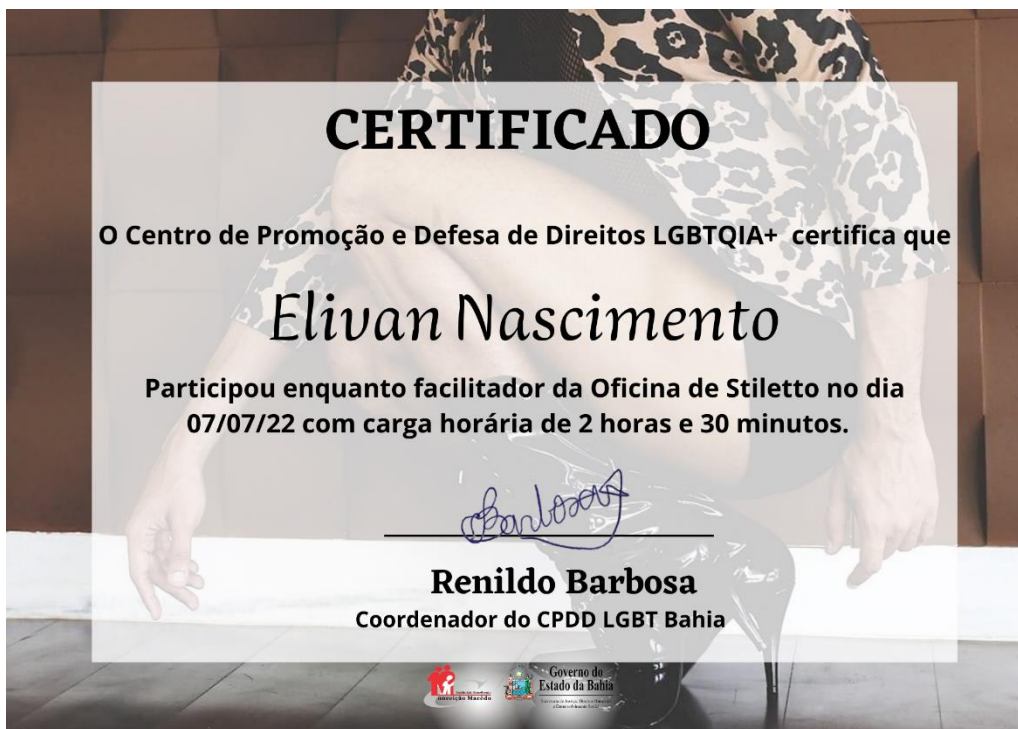 CERTIFICADO
O Centro de Promoção e Defesa de Direitos LGBTQIA+ certifica que
Elivan Nascimento
Participou enquanto facilitador da Oficina de Stiletto no dia
07/07/22 com carga horária de 2 horas e 30 minutos.
Barbosa
Renildo Barbosa
Coordenador do CPDD LGBT Bahia
Conceição Macêdo
Governo do
Estado da Bahia